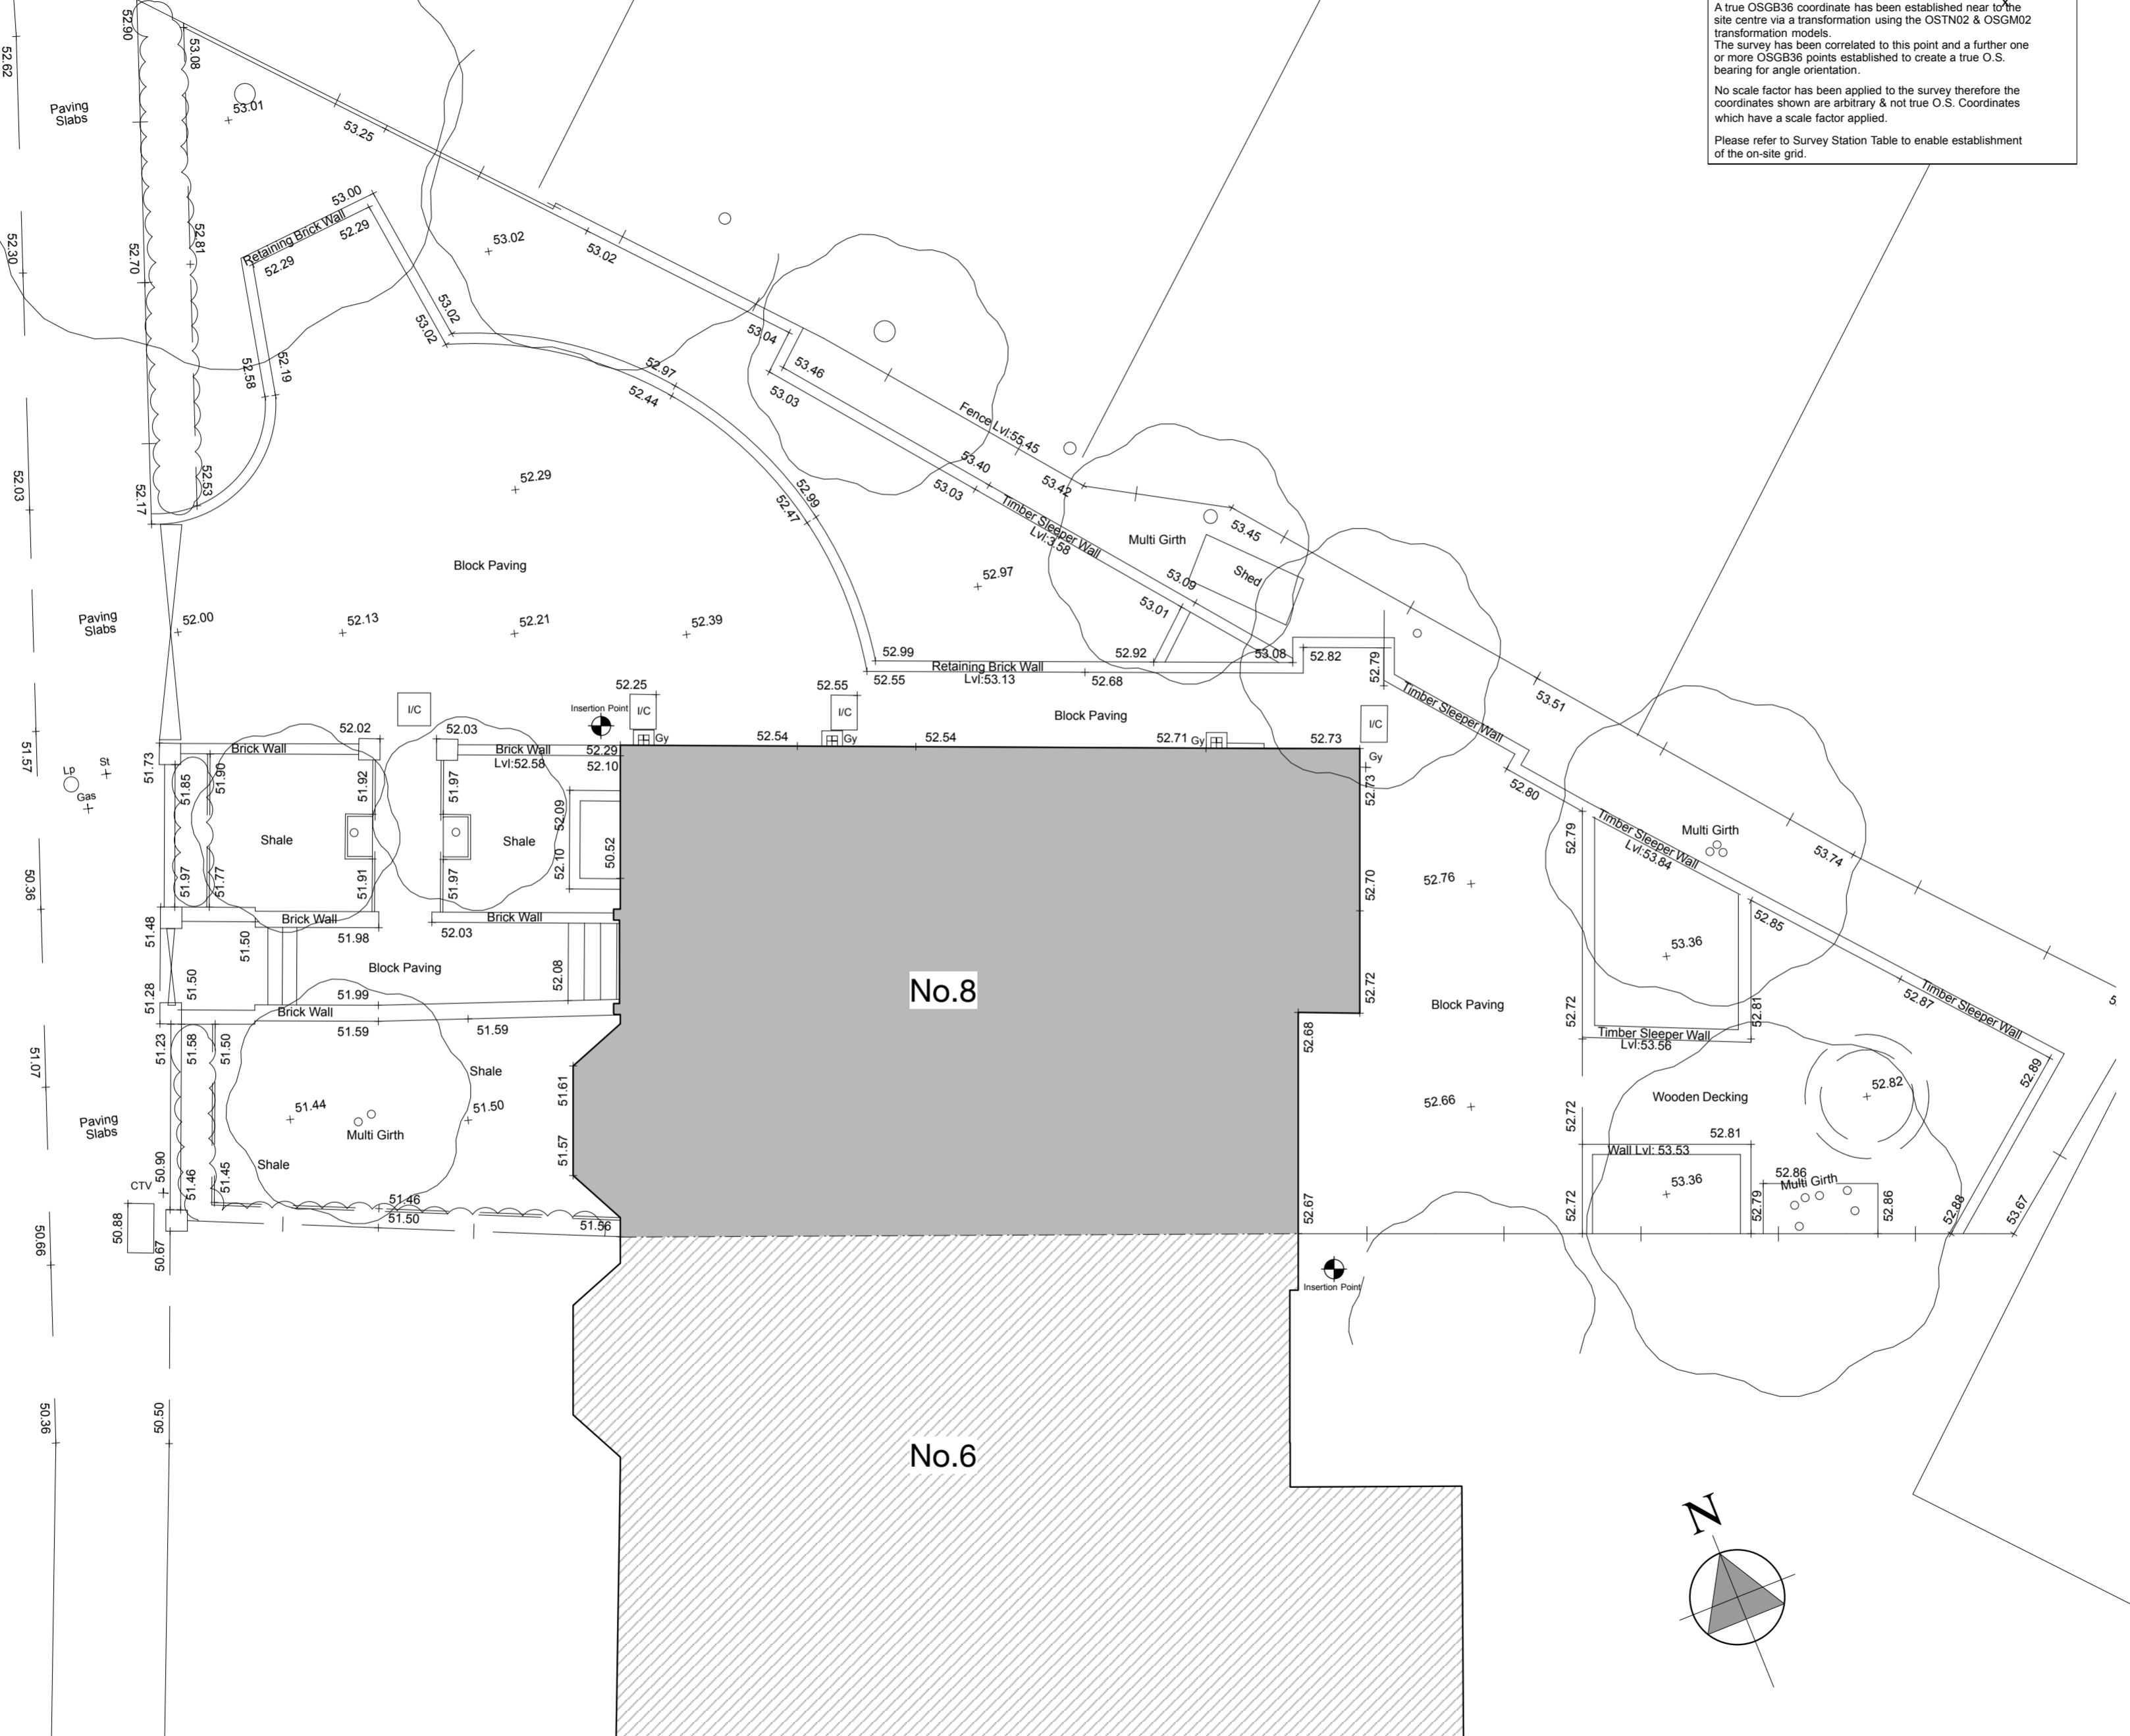 A true OSGB36 coordinate has been established near to the
site centre via a transformation using the OSTN02 & OSGM02
transformation models.
The survey has been correlated to this point and a further one
or more OSGB36 points established to create a true O.S.
bearing for angle orientation.
No scale factor has been applied to the survey therefore the
coordinates shown are arbitrary & not true O.S. Coordinates
which have a scale factor applied.
Please refer to Survey Station Table to enable establishment
of the on-site grid.
52.62
52.90
53.08
Paving
Slabs
53.01
53.25
53.00
Retaining Brick Wall
52.29
52.29
52.30
52.70
52.81
53.02
53.02
53.02
53.02
53.04
53.46
53.03
52.58
52.19
52.97
52.44
Fence Lvl:55.45
53.40
53.03
53.42
52.03
52.17
52.53
52.29
52.99
52.47
Timber Sleeper Wall
Lvl:3.58
Multi Girth
53.45
Shed
Block Paving
52.97
53.09
53.01
Paving
Slabs
52.00
52.13
52.21
52.39
52.99
52.92
53.08
52.82
52.79
Retaining Brick Wall
Lvl:53.13
52.55
52.68
52.25
52.55
I/C
I/C
I/C
I/C
Insertion Point
Block Paving
Timber Sleeper Wall
53.51
51.57
51.73
Brick Wall
52.02
52.03
Brick Wall
Lvl:52.58
52.29
52.10
Gy
52.54
Gy
52.54
52.71
Gy
52.73
Gy
52.73
Lp
St
Gas
51.85
51.90
51.92
51.97
52.09
52.80
52.79
Timber Sleeper Wall
Lvl:53.84
Multi Girth
53.74
Shale
Shale
52.10
50.52
50.36
51.97
51.77
51.91
51.97
52.70
52.76
52.85
51.48
Brick Wall
Brick Wall
51.50
51.98
52.03
53.36
Block Paving
52.08
No.8
52.72
51.28
51.50
51.99
Brick Wall
51.59
51.59
Block Paving
52.72
52.81
52.87
Timber Sleeper Wall
5
51.07
51.23
51.58
51.50
52.68
Timber Sleeper Wall
Lvl:53.56
Shale
51.61
51.44
51.50
Multi Girth
52.66
52.72
Wooden Decking
52.82
52.89
Paving
Slabs
51.57
52.81
Wall Lvl: 53.53
Shale
CTV
50.90
51.46
51.45
52.86
Multi Girth
53.36
50.88
51.46
51.50
51.56
52.67
52.72
52.79
52.86
52.88
53.67
50.66
50.67
Insertion Point
50.36
50.50
No.6
N